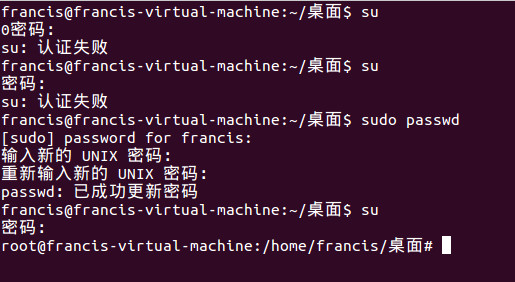 francis@francis-virtual-machine:~/桌面$ su
0密码:
su: 认证失败
francis@francis-virtual-machine:~/桌面$ su
密码:
su: 认证失败
francis@francis-virtual-machine:~/桌面$ sudo passwd
[sudo] password for francis:
输入新的 UNIX 密码:
重新输入新的 UNIX 密码:
passwd: 已成功更新密码
francis@francis-virtual-machine:~/桌面$ su
密码:
root@francis-virtual-machine:/home/francis/桌面#